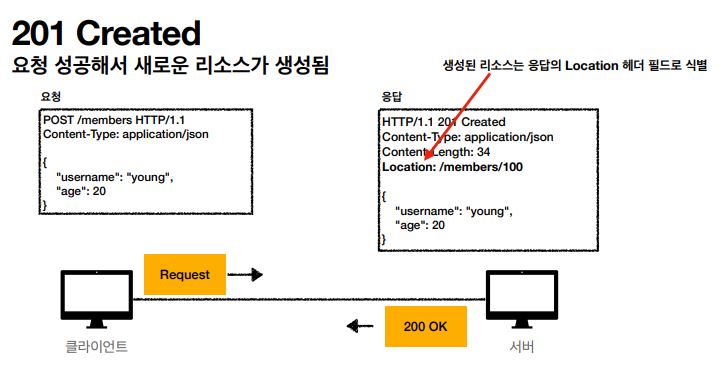 201 Created
요청 성공해서 새로운 리소스가 생성됨
생성된 리소스는 응답의 Location 헤더 필드로 식별
요청
POST /members HTTP/1.1
Content-Type: application/json
{
"username": "young",
"age": 20
}
응답
HTTP/1.1 201 Created
Content-Type: application/json
Content-Length: 34
Location: /members/100
{
"username": "young",
"age": 20
}
Request
200 OK
클라이언트
서버